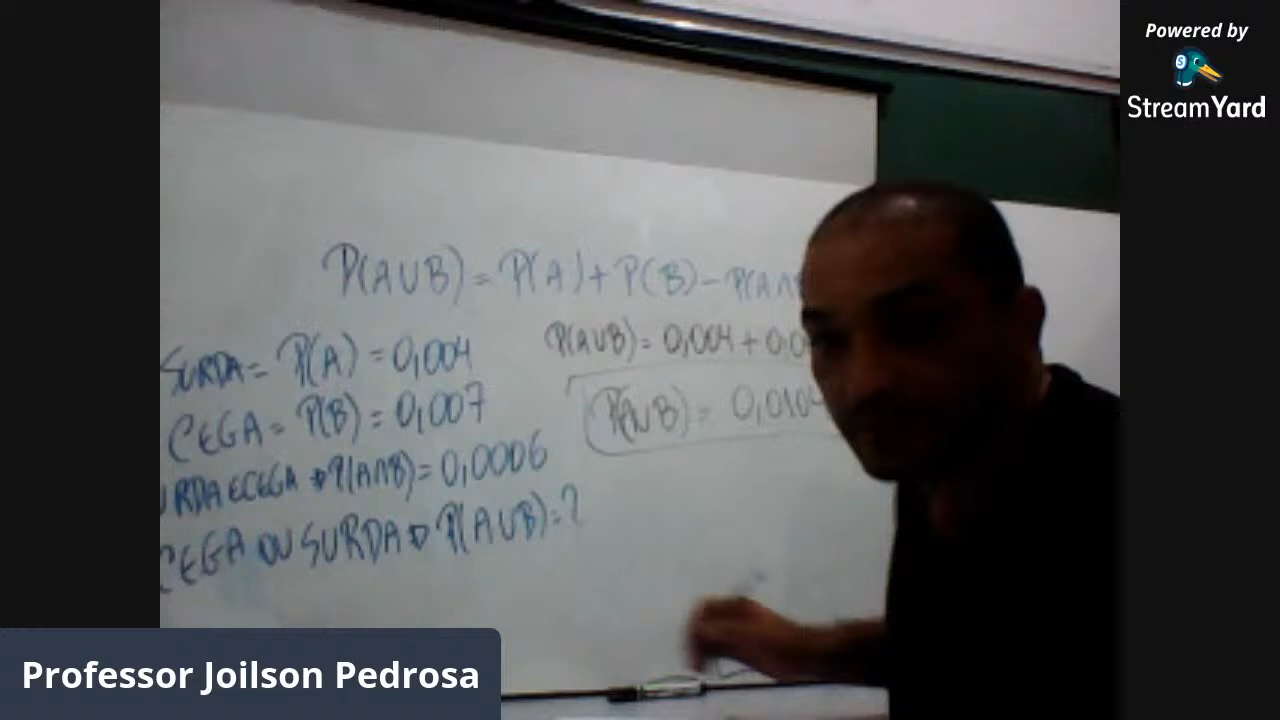 Powered by
StreamYard
P(A∪B) = P(A) + P(B) - P(A∩
P(A∪B) = 0,004 + 0,0
P(A∪B) = 0,0104
SURDA = P(A) = 0,004
CEGA = P(B) = 0,007
URDA E CEGA → P(A∩B) = 0,0006
CEGA OU SURDA → P(A∪B) = ?
Professor Joilson Pedrosa